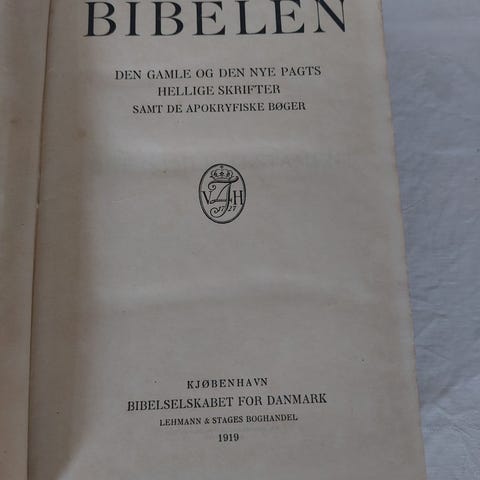 BIBELEN
DEN GAMLE OG DEN NYE PAGTS
HELLIGE SKRIFTER
SAMT DE APOKRYFISKE BØGER
V H
1727
KJØBENHAVN
BIBELSELSKABET FOR DANMARK
LEHMANN & STAGES BOGHANDEL
1919